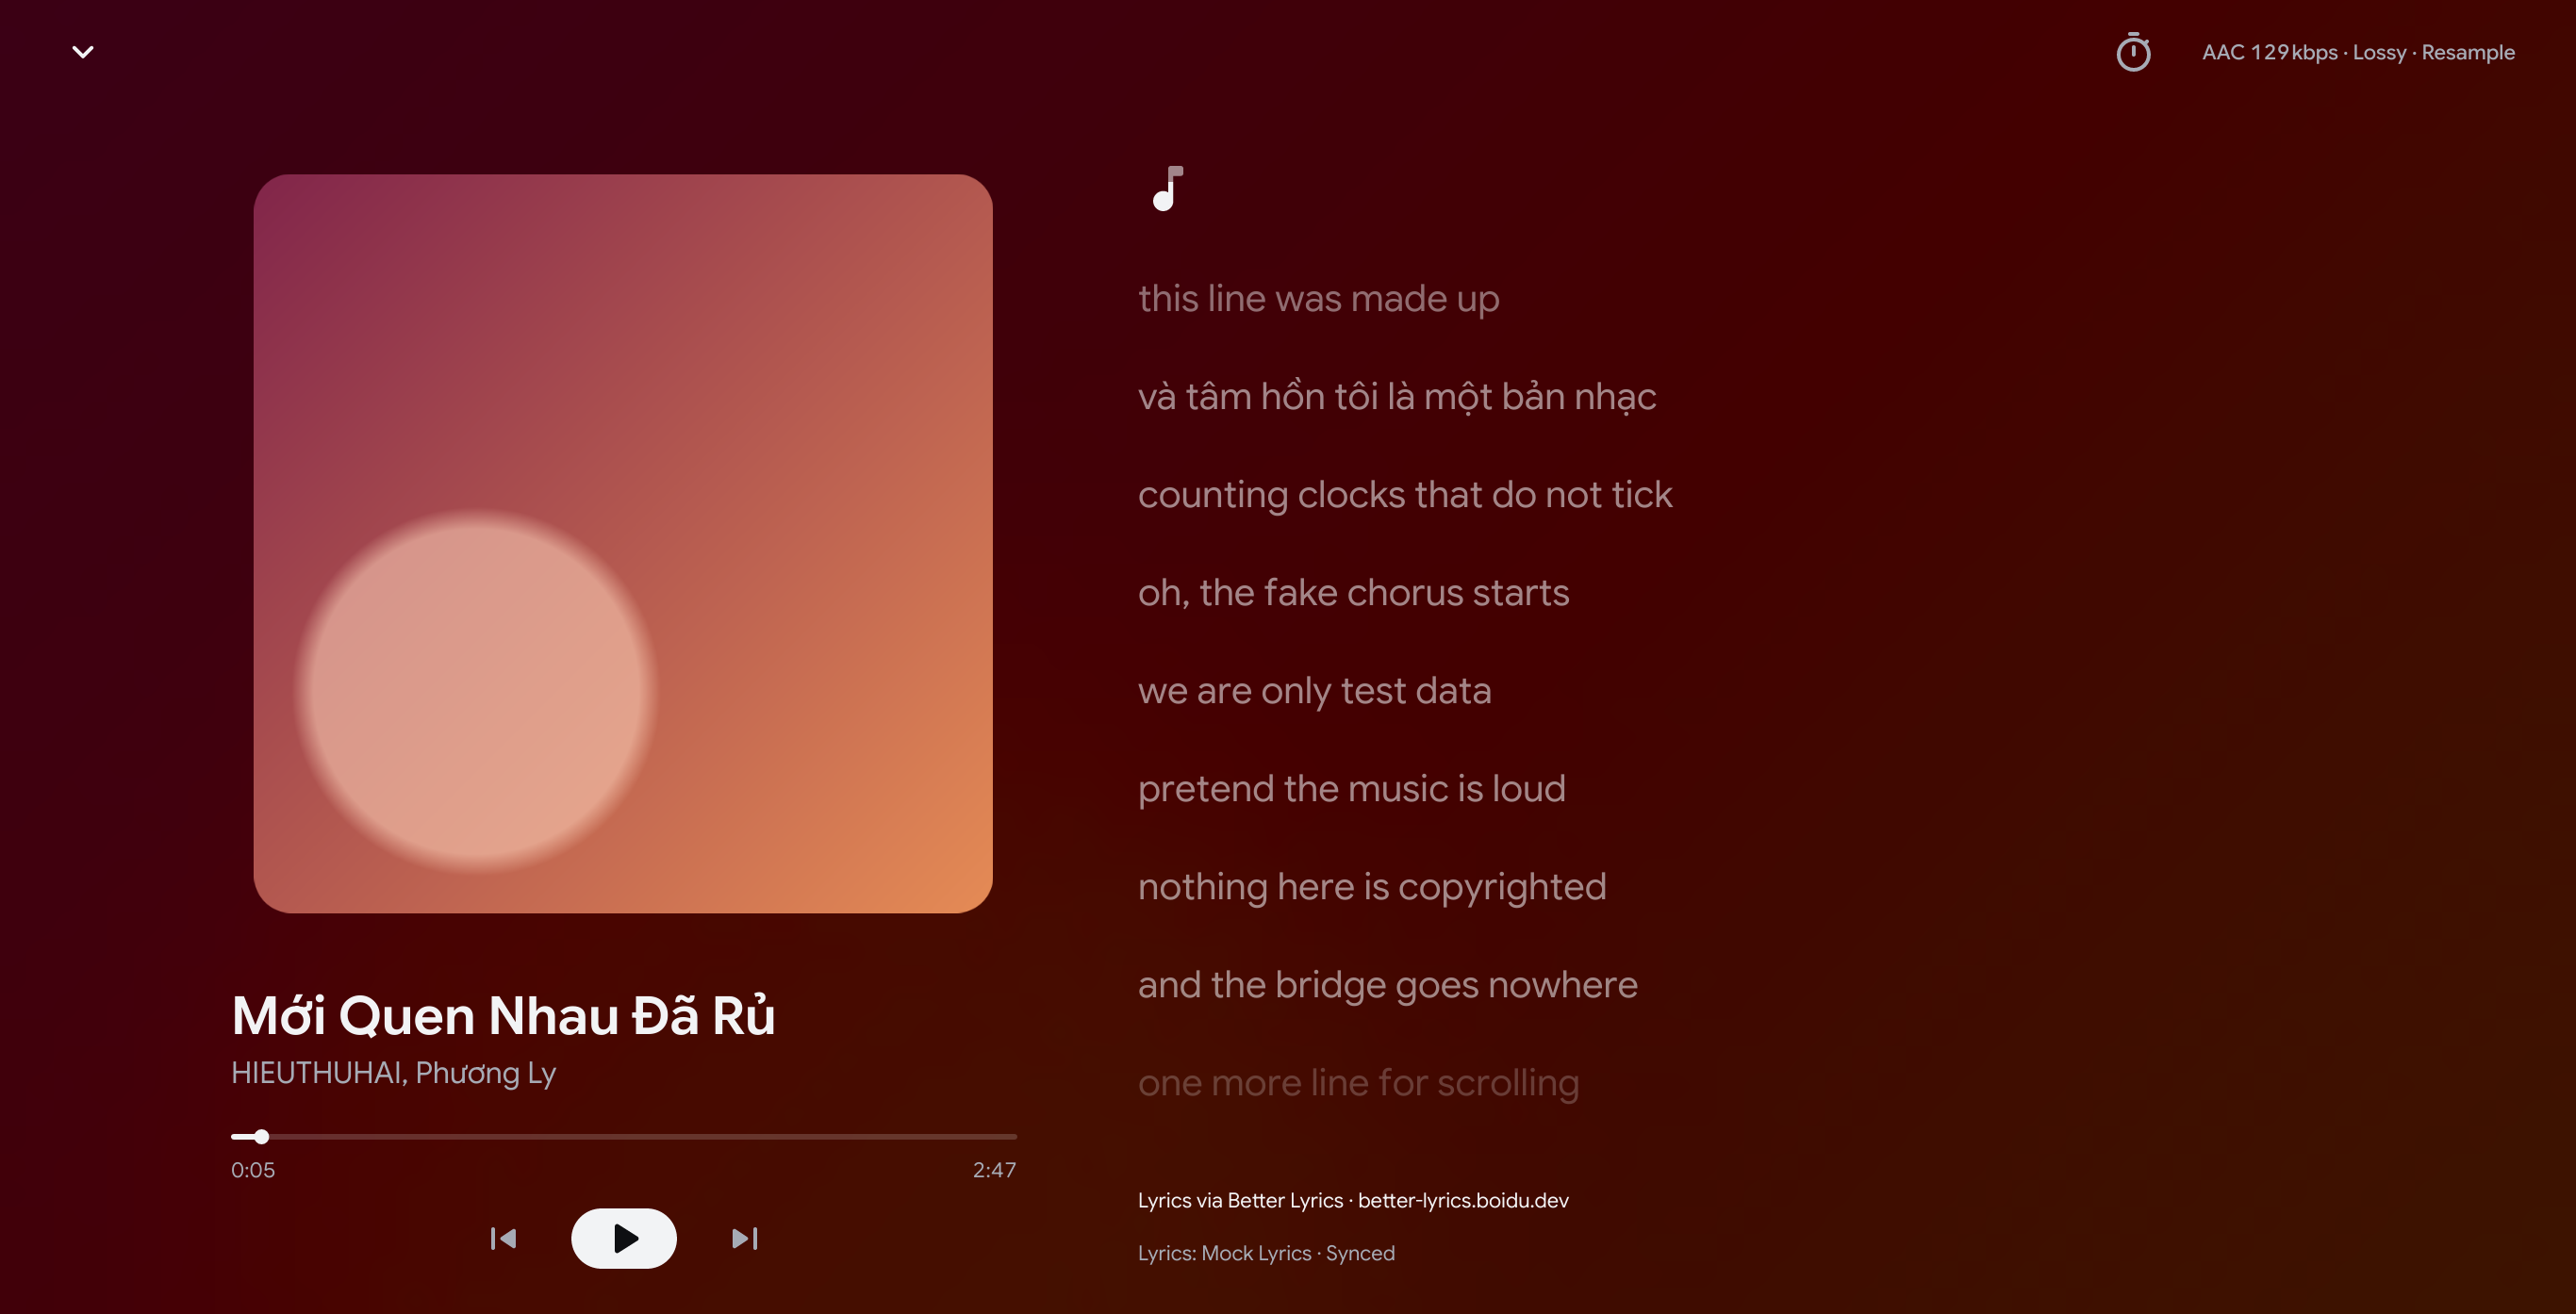 AAC 129kbps · Lossy · Resample
this line was made up
và tâm hồn tôi là một bản nhạc
counting clocks that do not tick
oh, the fake chorus starts
we are only test data
pretend the music is loud
nothing here is copyrighted
and the bridge goes nowhere
one more line for scrolling
Mới Quen Nhau Đã Rủ
HIEUTHUHAI, Phương Ly
0:05
2:47
Lyrics via Better Lyrics · better-lyrics.boidu.dev
Lyrics: Mock Lyrics · Synced